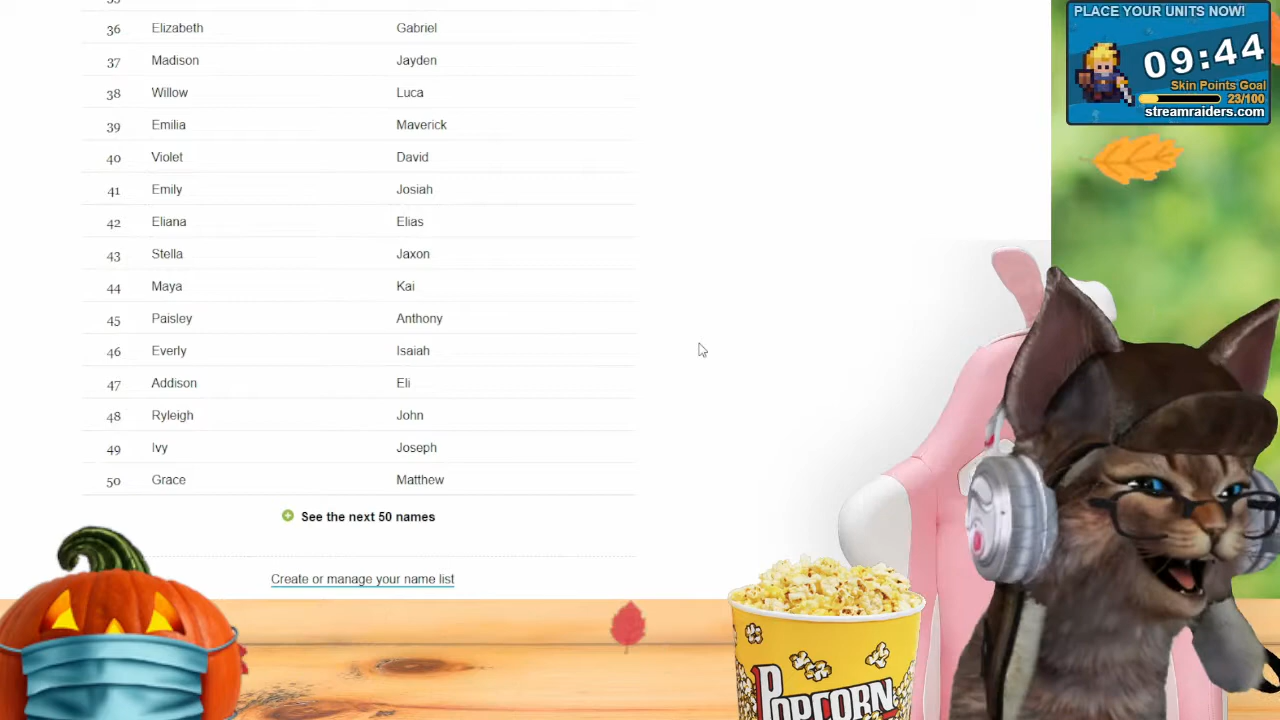 36 Elizabeth Gabriel
37 Madison Jayden
38 Willow Luca
39 Emilia Maverick
40 Violet David
41 Emily Josiah
42 Eliana Elias
43 Stella Jaxon
44 Maya Kai
45 Paisley Anthony
46 Everly Isaiah
47 Addison Eli
48 Ryleigh John
49 Ivy Joseph
50 Grace Matthew
See the next 50 names
Create or manage your name list
PLACE YOUR UNITS NOW!
09:44
Skin Points Goal
23/100
streamraiders.com
POPCORN